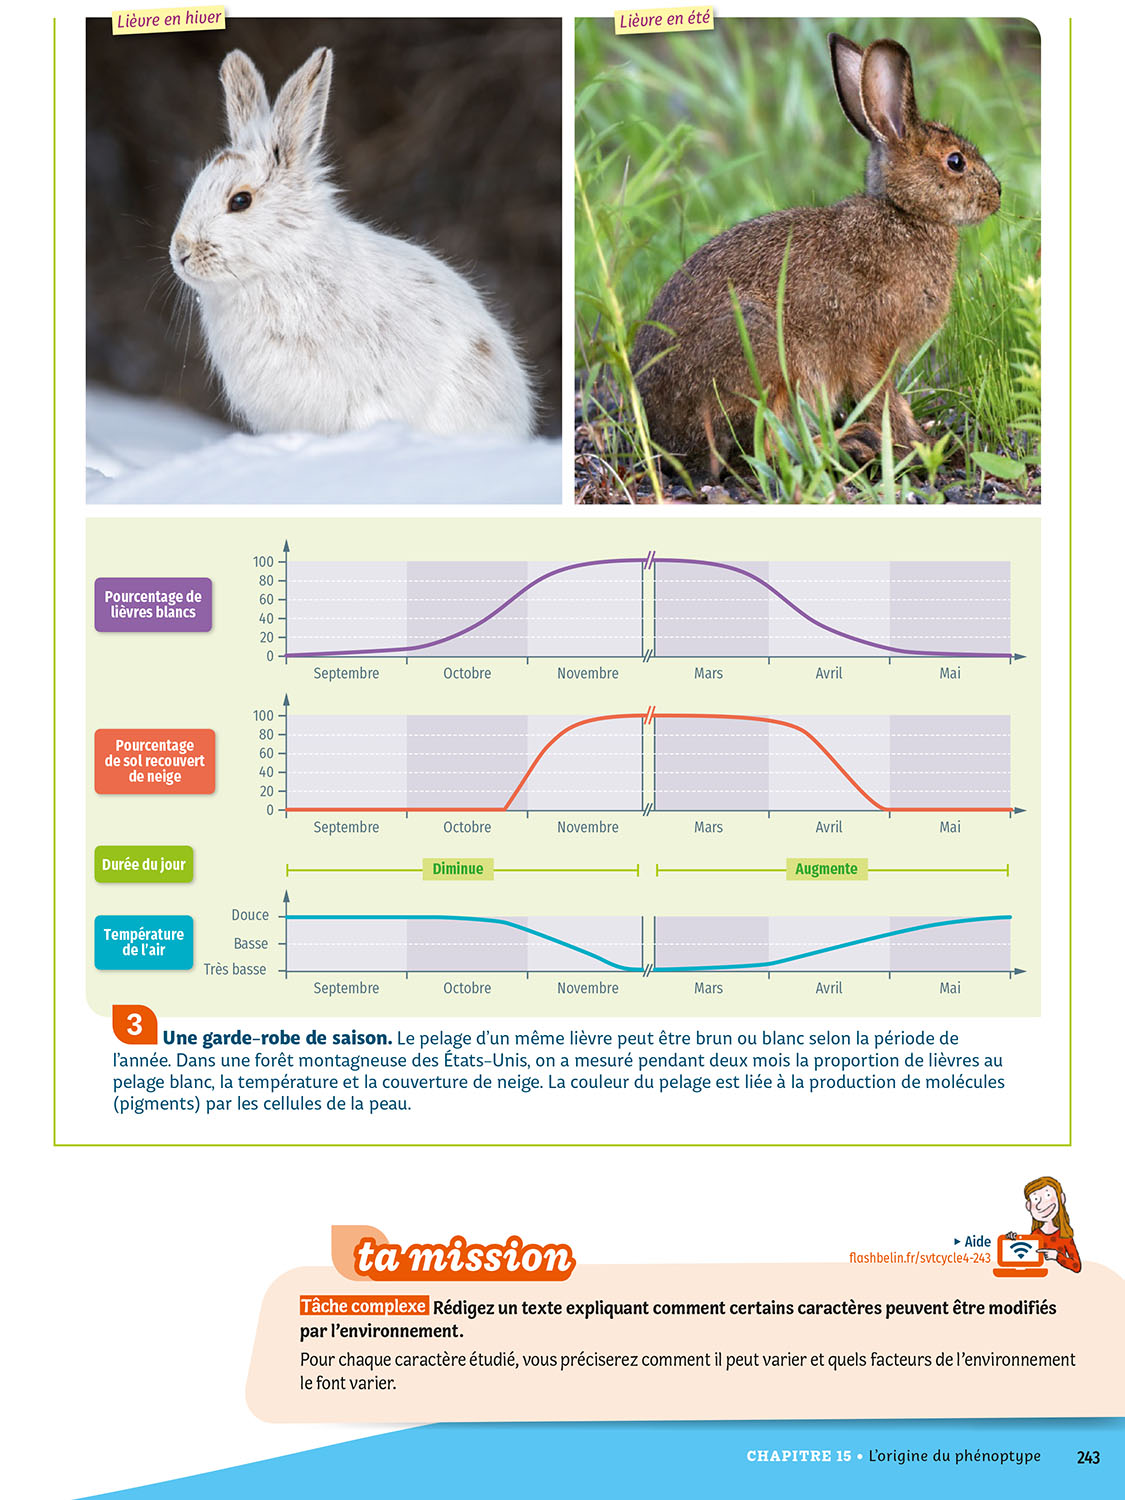 Lièvre en hiver
Lièvre en été
Pourcentage de
lièvres blancs
100
80
60
40
20
0
Septembre
Octobre
Novembre
Mars
Avril
Mai
Pourcentage
de sol recouvert
de neige
100
80
60
40
20
0
Septembre
Octobre
Novembre
Mars
Avril
Mai
Durée du jour
Diminue
Augmente
Température
de l'air
Douce
Basse
Très basse
Septembre
Octobre
Novembre
Mars
Avril
Mai
3 Une garde-robe de saison. Le pelage d'un même lièvre peut être brun ou blanc selon la période de
l'année. Dans une forêt montagneuse des États-Unis, on a mesuré pendant deux mois la proportion de lièvres au
pelage blanc, la température et la couverture de neige. La couleur du pelage est liée à la production de molécules
(pigments) par les cellules de la peau.
ta mission
▸ Aide
flashbelin.fr/svtcycle4-243
Tâche complexe Rédigez un texte expliquant comment certains caractères peuvent être modifiés
par l'environnement.
Pour chaque caractère étudié, vous préciserez comment il peut varier et quels facteurs de l'environnement
le font varier.
CHAPITRE 15 • L'origine du phénoptype 243